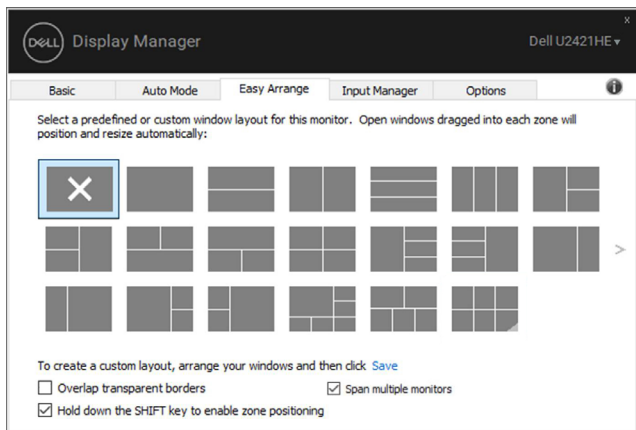 DELL Display Manager
x
Dell U2421HE
Basic Auto Mode Easy Arrange Input Manager Options
Select a predefined or custom window layout for this monitor. Open windows dragged into each zone will
position and resize automatically:
To create a custom layout, arrange your windows and then click Save
Overlap transparent borders
Span multiple monitors
Hold down the SHIFT key to enable zone positioning